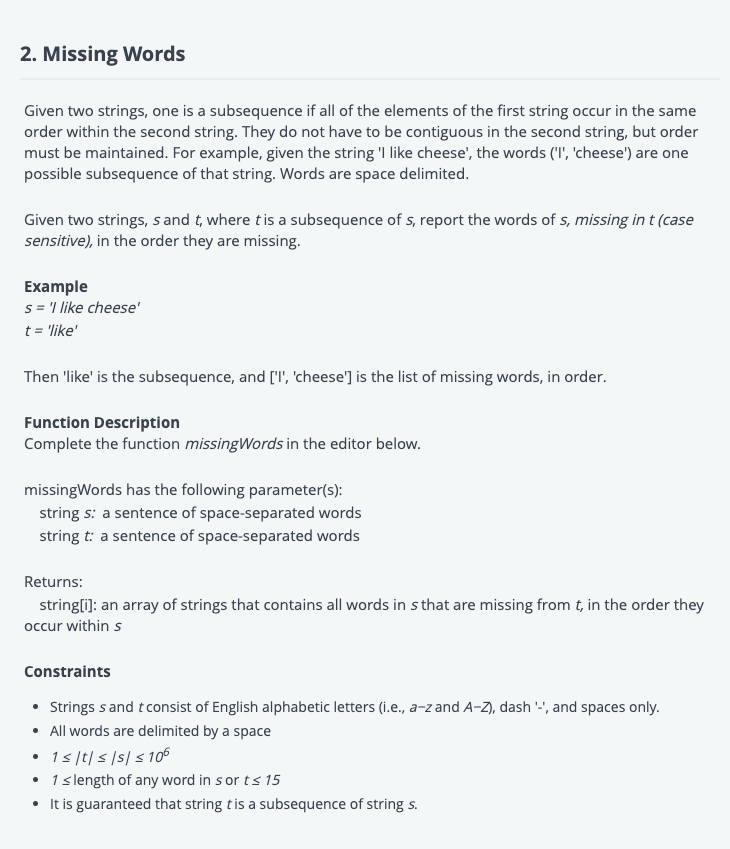 2. Missing Words
Given two strings, one is a subsequence if all of the elements of the first string occur in the same
order within the second string. They do not have to be contiguous in the second string, but order
must be maintained. For example, given the string 'I like cheese', the words ('I', 'cheese') are one
possible subsequence of that string. Words are space delimited.
Given two strings, s and t, where t is a subsequence of s, report the words of s, missing in t (case
sensitive), in the order they are missing.
Example
s = 'I like cheese'
t = 'like'
Then 'like' is the subsequence, and ['I', 'cheese'] is the list of missing words, in order.
Function Description
Complete the function missingWords in the editor below.
missingWords has the following parameter(s):
string s: a sentence of space-separated words
string t: a sentence of space-separated words
Returns:
string[i]: an array of strings that contains all words in s that are missing from t, in the order they
occur within s
Constraints
• Strings s and t consist of English alphabetic letters (i.e., a−z and A−Z), dash '-', and spaces only.
• All words are delimited by a space
• 1 ≤ |t| ≤ |s| ≤ 10⁶
• 1 ≤ length of any word in s or t ≤ 15
• It is guaranteed that string t is a subsequence of string s.